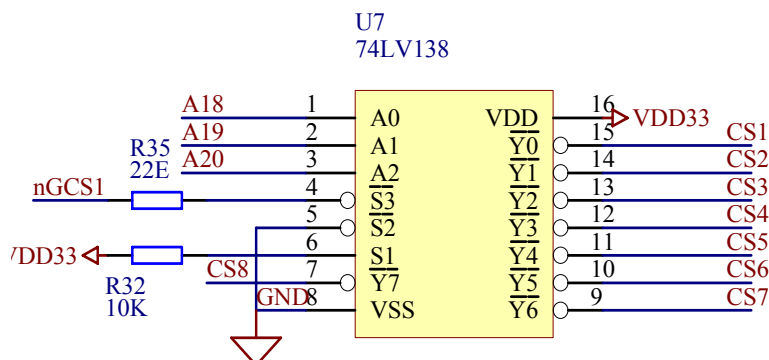 U7
74LV138
A18 1 A0 VDD 16 VDD33
A19 2 A1 Y0 15 CS1
R35
22E
A20 3 A2 Y1 14 CS2
nGCS1 4 S3 Y2 13 CS3
5 S2 Y3 12 CS4
VDD33 6 S1 Y4 11 CS5
R32
10K
CS8 7 Y7 Y5 10 CS6
GND 8 VSS Y6 9 CS7